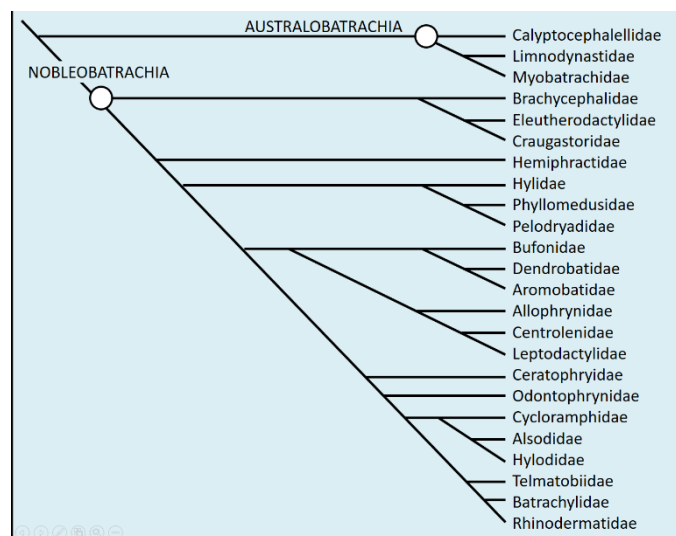 AUSTRALOBATRACHIA
Calyptocephalellidae
Limnodynastidae
Myobatrachidae
NOBLEOBATRACHIA
Brachycephalidae
Eleutherodactylidae
Craugastoridae
Hemiphractidae
Hylidae
Phyllomedusidae
Pelodryadidae
Bufonidae
Dendrobatidae
Aromobatidae
Allophrynidae
Centrolenidae
Leptodactylidae
Ceratophryidae
Odontophrynidae
Cycloramphidae
Alsodidae
Hylodidae
Telmatobiidae
Batrachylidae
Rhinodermatidae